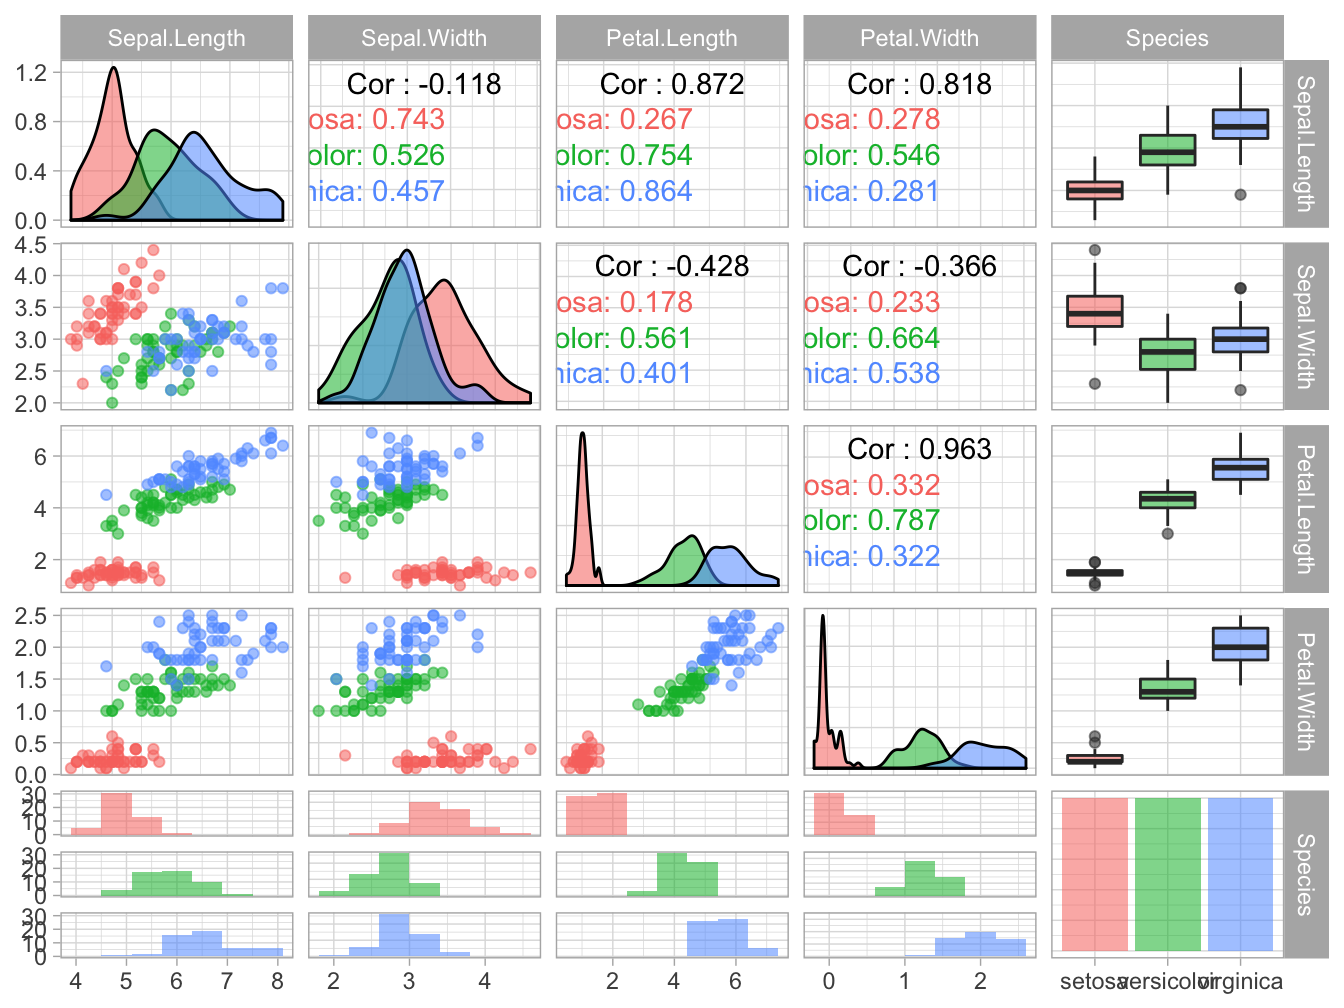 Sepal.Length Sepal.Width Petal.Length Petal.Width Species
1.2
0.8
0.4
0.0
Cor : -0.118
osa: 0.743
olor: 0.526
nica: 0.457
Cor : 0.872
osa: 0.267
olor: 0.754
nica: 0.864
Cor : 0.818
osa: 0.278
olor: 0.546
nica: 0.281
Sepal.Length
4.5
4.0
3.5
3.0
2.5
2.0
Cor : -0.428
osa: 0.178
olor: 0.561
nica: 0.401
Cor : -0.366
osa: 0.233
olor: 0.664
nica: 0.538
Sepal.Width
6
4
2
Cor : 0.963
osa: 0.332
olor: 0.787
nica: 0.322
Petal.Length
2.5
2.0
1.5
1.0
0.5
0.0
Petal.Width
30
20
10
0
30
20
10
0
30
20
10
0
Species
4 5 6 7 8 2 3 4 2 4 6 0 1 2 setosa versicolor virginica